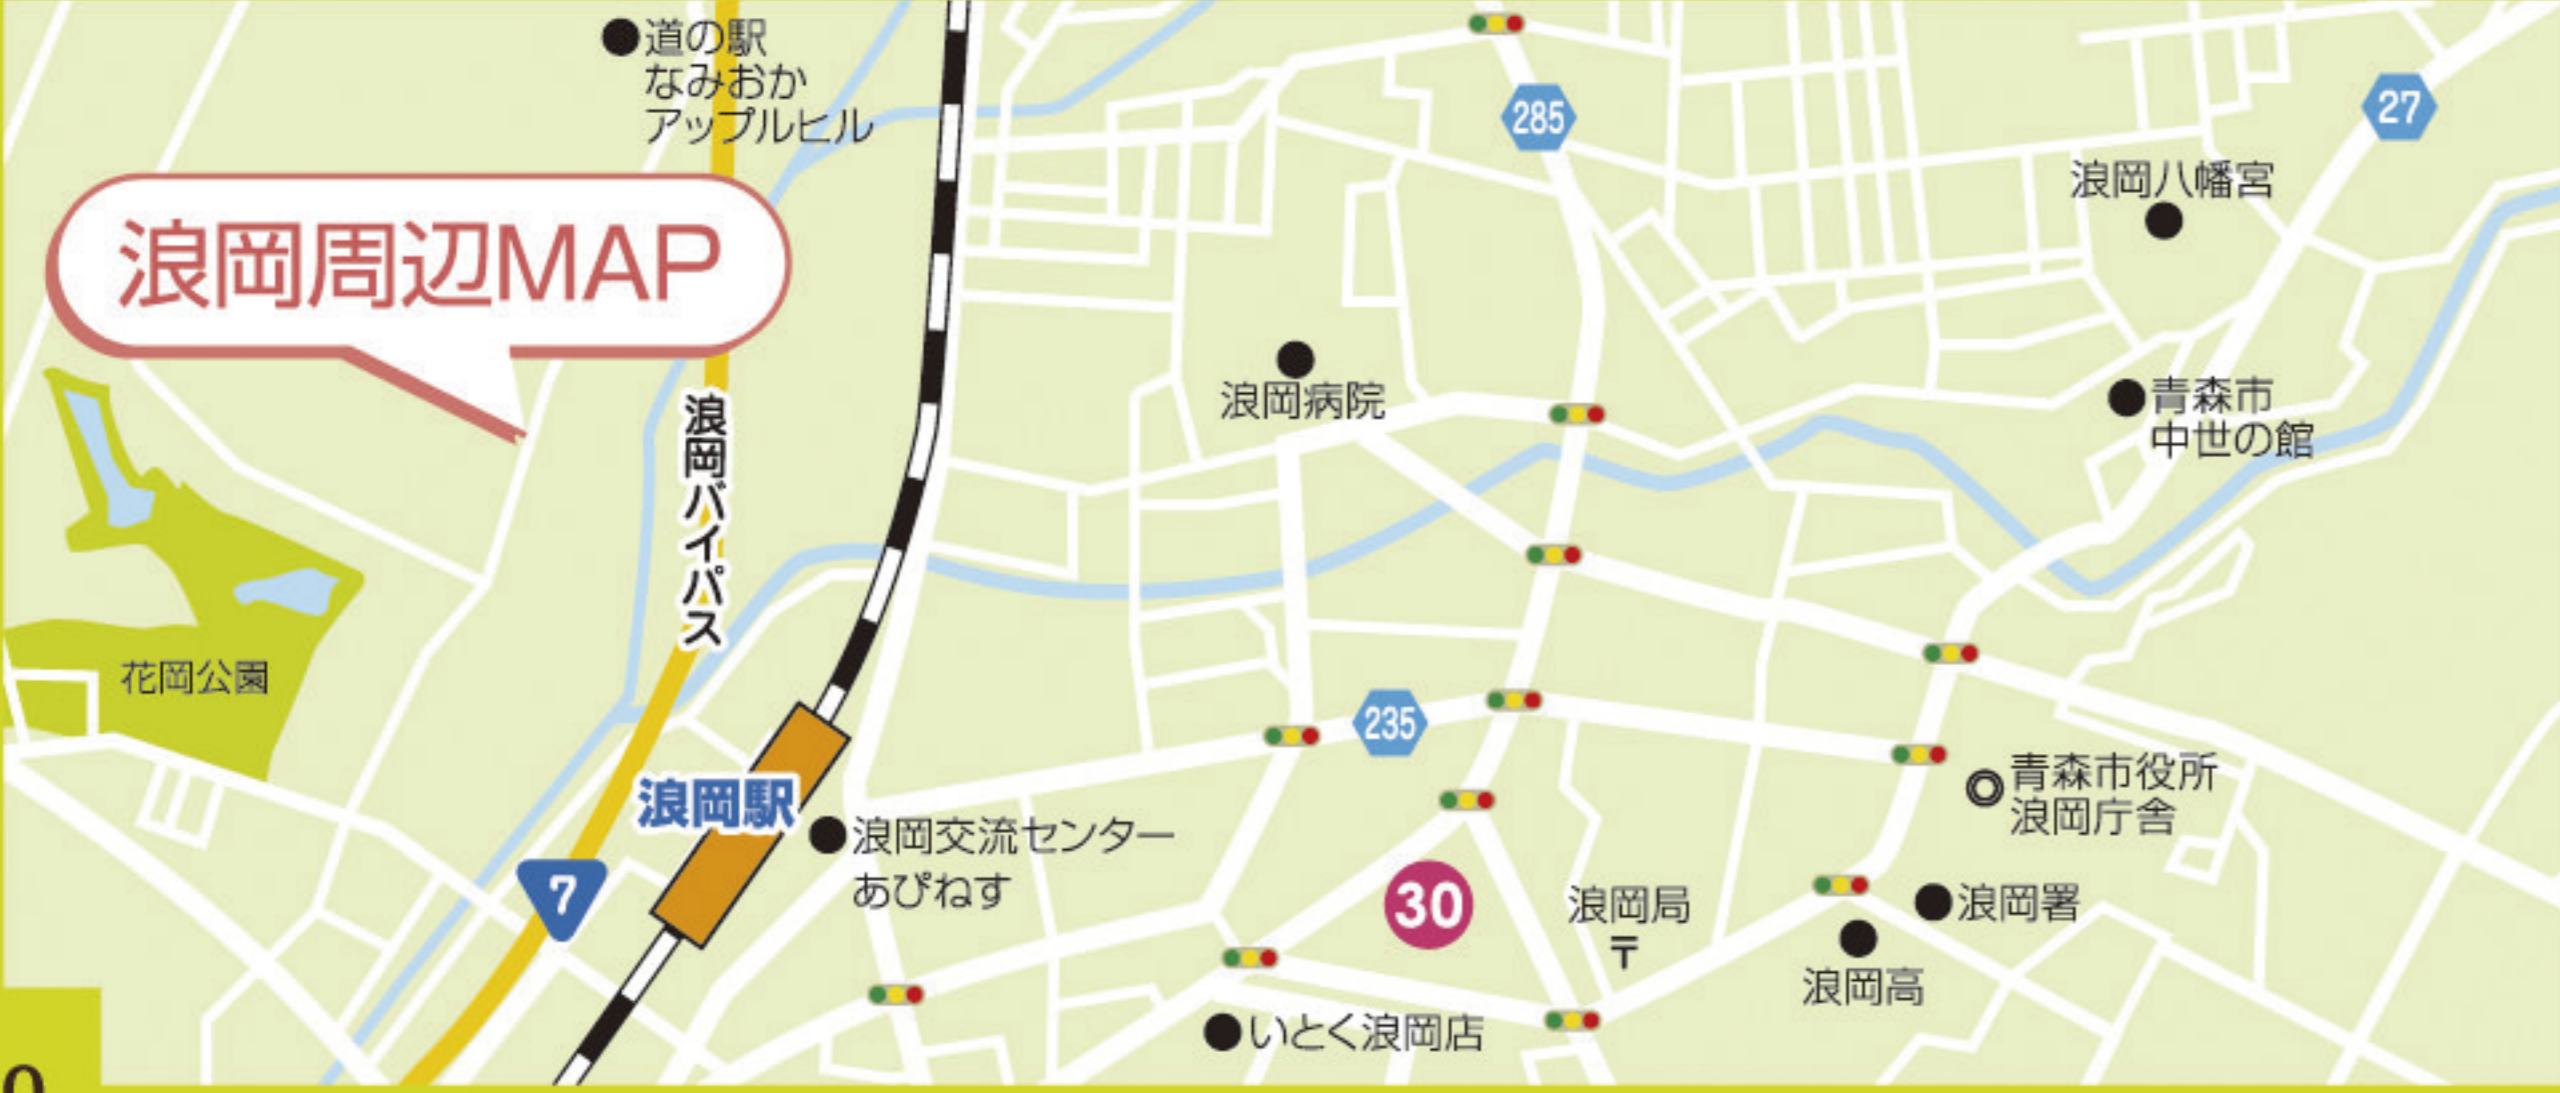 道の駅
なみおか
アップルヒル
285
27
浪岡八幡宮
浪岡周辺MAP
浪岡病院
青森市
中世の館
浪岡バイパス
花岡公園
235
浪岡駅
青森市役所
浪岡庁舎
浪岡交流センター
あぴねす
7
30
浪岡局
〒
浪岡署
浪岡高
いとく浪岡店